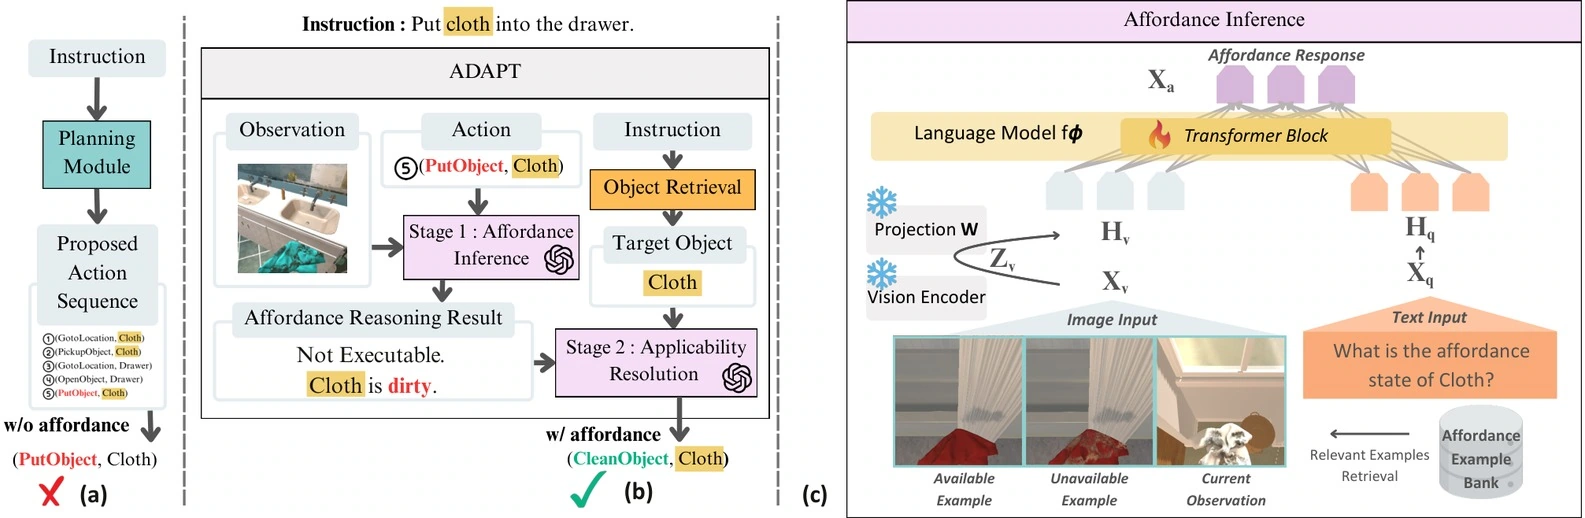 Instruction
Planning
Module
Proposed
Action
Sequence
①(GotoLocation, Cloth)
②(PickupObject, Cloth)
③(GotoLocation, Drawer)
④(OpenObject, Drawer)
⑤(PutObject, Cloth)
w/o affordance
(PutObject, Cloth)
(a)
Instruction : Put cloth into the drawer.
ADAPT
Observation
Action
⑤(PutObject, Cloth)
Instruction
Object Retrieval
Stage 1 : Affordance
Inference
Target Object
Cloth
Affordance Reasoning Result
Not Executable.
Cloth is dirty.
Stage 2 : Applicability
Resolution
w/ affordance
(CleanObject, Cloth)
(b)
(c)
Affordance Inference
Affordance Response
Xₐ
Language Model fϕ
Transformer Block
Projection W
Vision Encoder
Zᵥ
Hᵥ
Xᵥ
H_q
X_q
Image Input
Text Input
What is the affordance
state of Cloth?
Available
Example
Unavailable
Example
Current
Observation
Relevant Examples
Retrieval
Affordance
Example
Bank